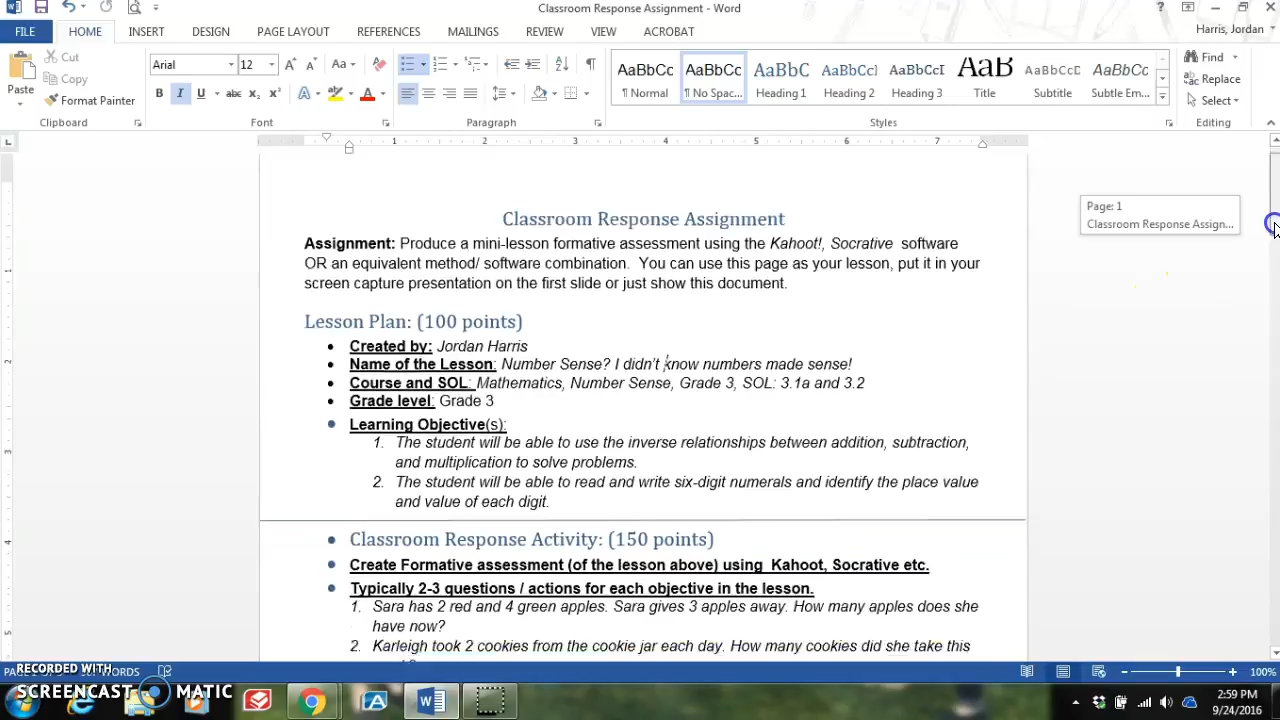 Classroom Response Assignment - Word
FILE HOME INSERT DESIGN PAGE LAYOUT REFERENCES MAILINGS REVIEW VIEW ACROBAT Harris, Jordan
Paste
Cut
Copy
Format Painter
Clipboard
Arial 12
Font
Paragraph
AaBbCc AaBbCc AaBbC AaBbCcl AaBbCcI AaB AaBbCcD AaBbCc
¶ Normal ¶ No Spac... Heading 1 Heading 2 Heading 3 Title Subtitle Subtle Em...
Styles
Find
Replace
Select
Editing
1 2 3 4 5 6 7
Page: 1
Classroom Response Assign...
Classroom Response Assignment
Assignment: Produce a mini-lesson formative assessment using the Kahoot!, Socrative software
OR an equivalent method/ software combination. You can use this page as your lesson, put it in your
screen capture presentation on the first slide or just show this document.
Lesson Plan: (100 points)
• Created by: Jordan Harris
• Name of the Lesson: Number Sense? I didn't know numbers made sense!
• Course and SOL: Mathematics, Number Sense, Grade 3, SOL: 3.1a and 3.2
• Grade level: Grade 3
• Learning Objective(s):
1. The student will be able to use the inverse relationships between addition, subtraction,
and multiplication to solve problems.
2. The student will be able to read and write six-digit numerals and identify the place value
and value of each digit.
• Classroom Response Activity: (150 points)
• Create Formative assessment (of the lesson above) using Kahoot, Socrative etc.
• Typically 2-3 questions / actions for each objective in the lesson.
1. Sara has 2 red and 4 green apples. Sara gives 3 apples away. How many apples does she
have now?
2. Karleigh took 2 cookies from the cookie jar each day. How many cookies did she take this
RECORDED WITH
SCREENCAST MATIC
100%
2:59 PM
9/24/2016